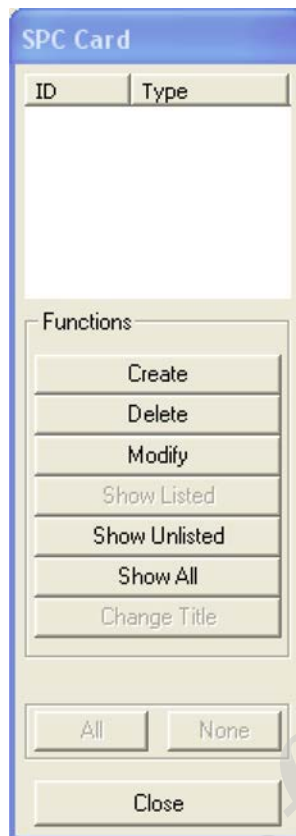 SPC Card
ID Type
Functions
Create
Delete
Modify
Show Listed
Show Unlisted
Show All
Change Title
All None
Close